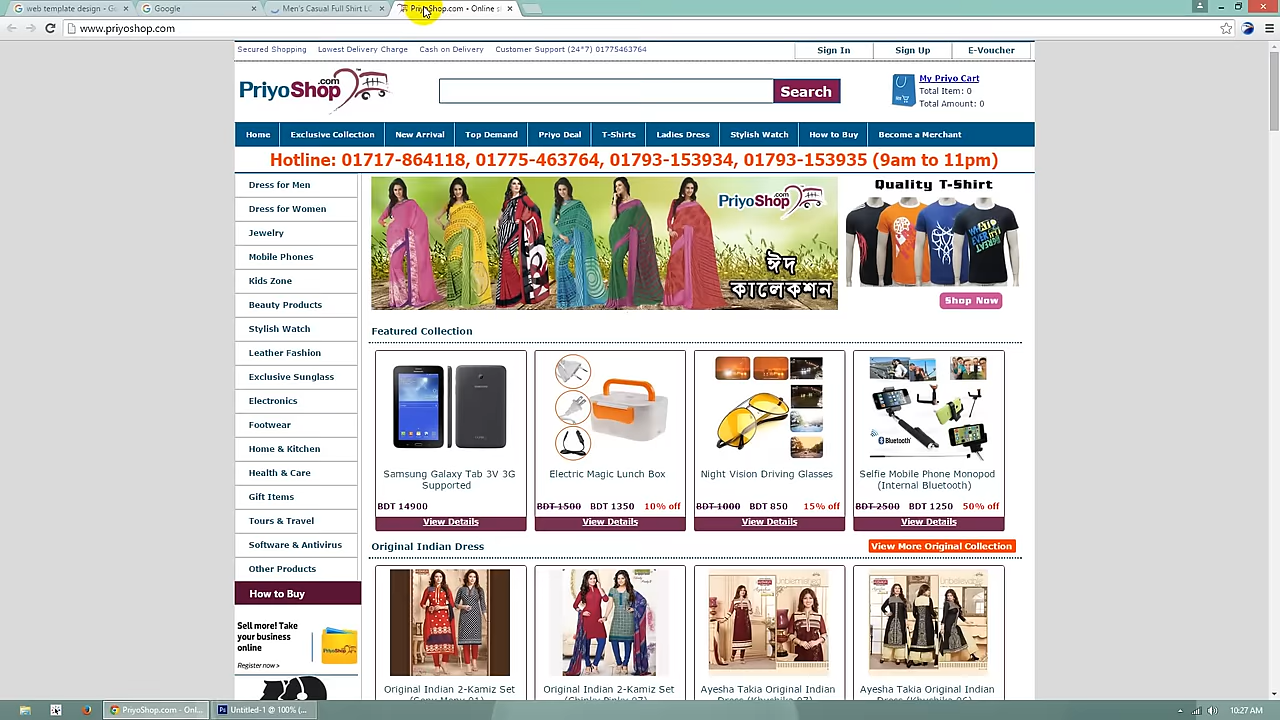 web template design - G
Google
Men's Casual Full Shirt LO
PriyoShop.com • Online s
www.priyoshop.com
Secured Shopping Lowest Delivery Charge Cash on Delivery Customer Support (24*7) 01775463764
Sign In Sign Up E-Voucher
PriyoShop.com™
Search
My Priyo Cart
Total Item: 0
Total Amount: 0
Home Exclusive Collection New Arrival Top Demand Priyo Deal T-Shirts Ladies Dress Stylish Watch How to Buy Become a Merchant
Hotline: 01717-864118, 01775-463764, 01793-153934, 01793-153935 (9am to 11pm)
Dress for Men
Dress for Women
Jewelry
Mobile Phones
Kids Zone
Beauty Products
Stylish Watch
Leather Fashion
Exclusive Sunglass
Electronics
Footwear
Home & Kitchen
Health & Care
Gift Items
Tours & Travel
Software & Antivirus
Other Products
How to Buy
Sell more! Take
your business
online
PriyoShop
Register now >
PriyoShop
ঈদ
কালেকশন
Quality T-Shirt
Shop Now
Featured Collection
Bluetooth
Samsung Galaxy Tab 3V 3G
Supported
BDT 14900
View Details
Electric Magic Lunch Box
BDT 1500 BDT 1350 10% off
View Details
Night Vision Driving Glasses
BDT 1000 BDT 850 15% off
View Details
Selfie Mobile Phone Monopod
(Internal Bluetooth)
BDT 2500 BDT 1250 50% off
View Details
Original Indian Dress
View More Original Collection
Original Indian 2-Kamiz Set
Original Indian 2-Kamiz Set
Ayesha Takia Original Indian
Ayesha Takia Original Indian
PriyoShop.com - Onl...
Untitled-1 @ 100% (...
10:27 AM